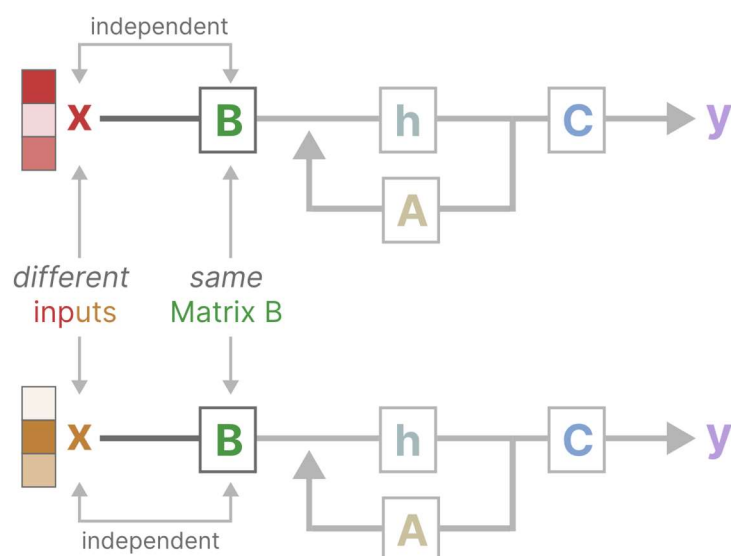 independent
x B h C y
A
different same
inputs Matrix B
x B h C y
A
independent